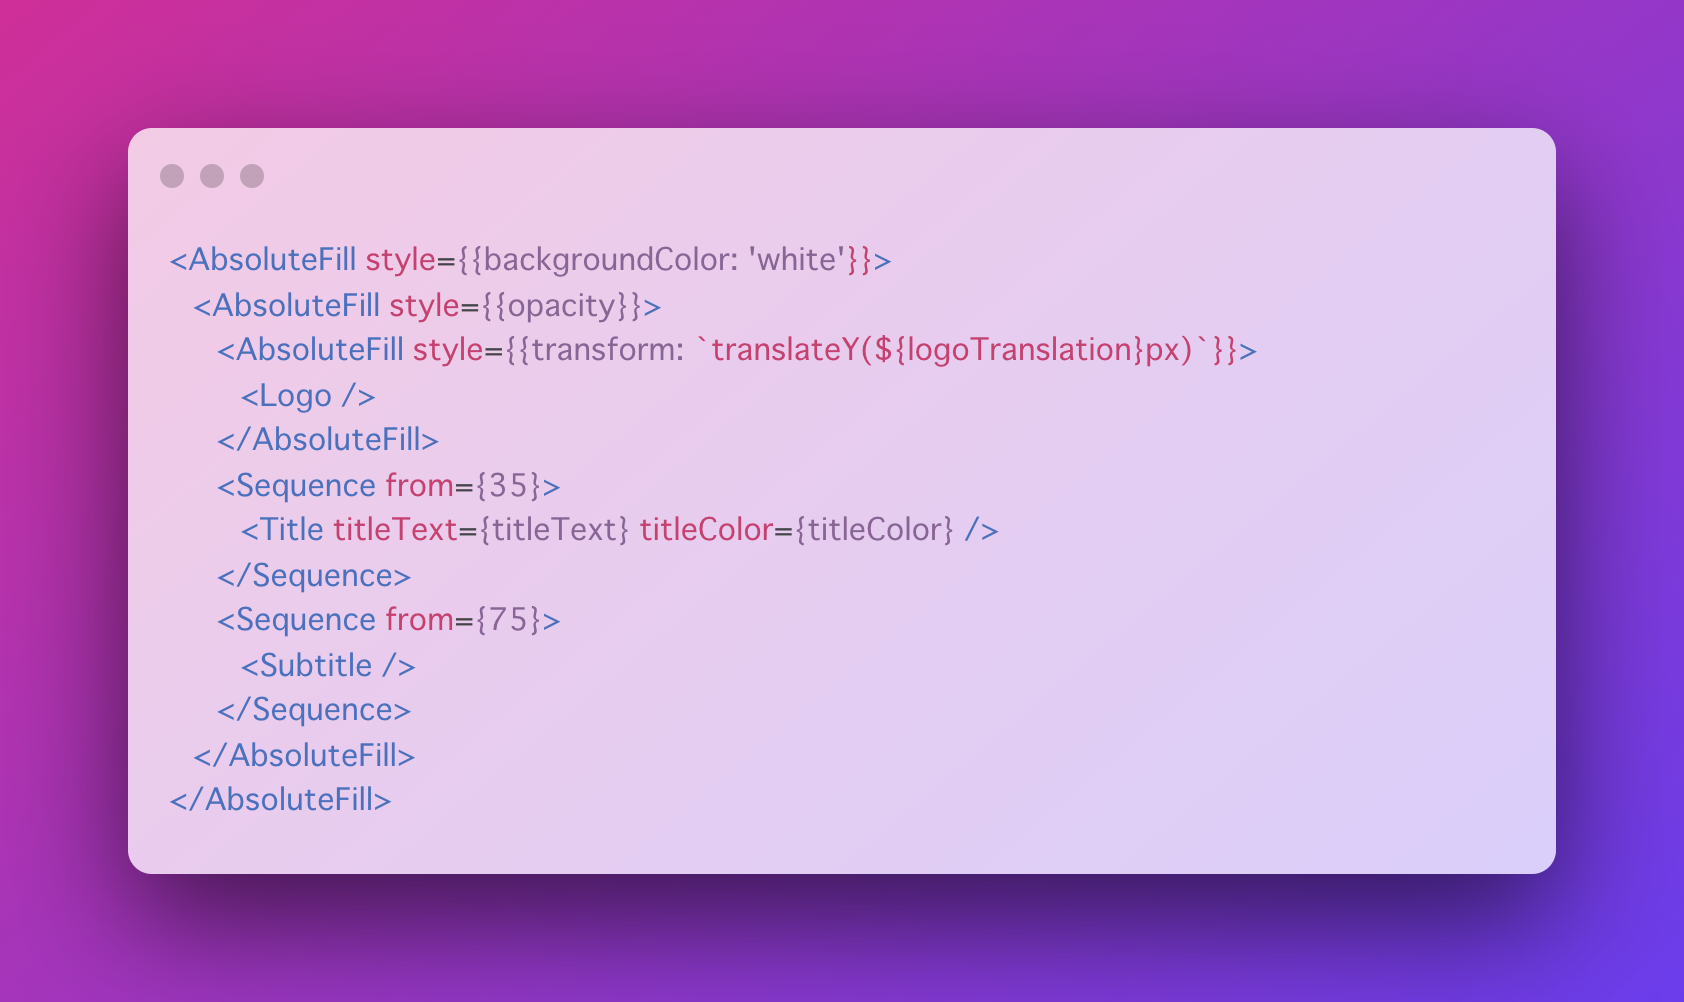 <AbsoluteFill style={{backgroundColor: 'white'}}>
  <AbsoluteFill style={{opacity}}>
    <AbsoluteFill style={{transform: `translateY(${logoTranslation}px)`}}>
      <Logo />
    </AbsoluteFill>
    <Sequence from={35}>
      <Title titleText={titleText} titleColor={titleColor} />
    </Sequence>
    <Sequence from={75}>
      <Subtitle />
    </Sequence>
  </AbsoluteFill>
</AbsoluteFill>